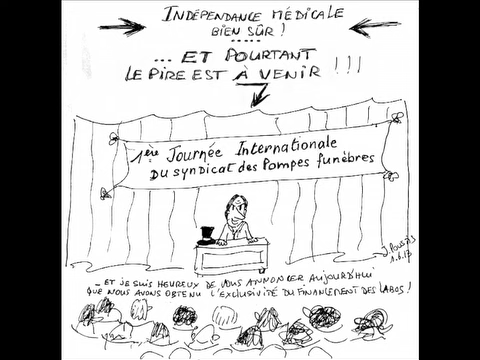 INDÉPENDANCE MÉDICALE
BIEN SÛR !
.....
... ET POURTANT
LE PIRE EST À VENIR !!!
1ère Journée Internationale
du syndicat des Pompes funèbres
- ET JE SUIS HEUREUX DE VOUS ANNONCER AUJOURD'HUI
QUE NOUS AVONS OBTENU L'EXCLUSIVITÉ DU FINANCEMENT DES LABOS !